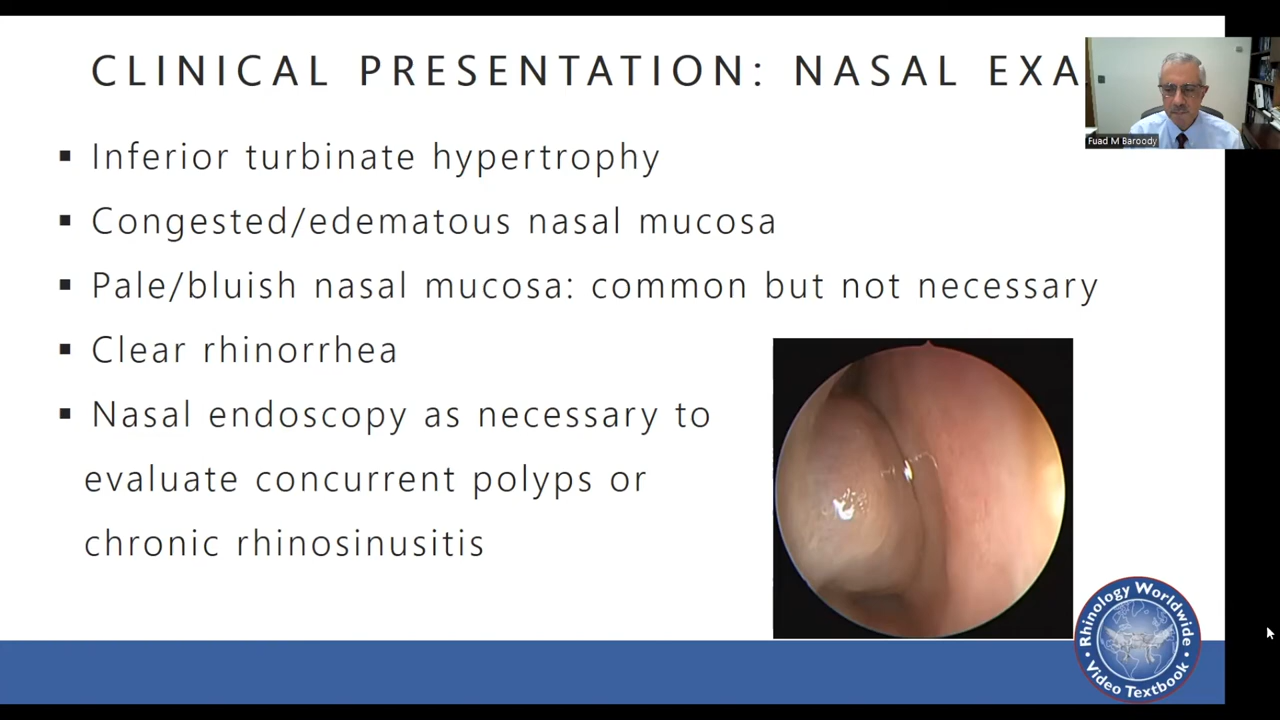 CLINICAL PRESENTATION: NASAL EXA
Fuad M Baroody
▪ Inferior turbinate hypertrophy
▪ Congested/edematous nasal mucosa
▪ Pale/bluish nasal mucosa: common but not necessary
▪ Clear rhinorrhea
▪ Nasal endoscopy as necessary to
evaluate concurrent polyps or
chronic rhinosinusitis
Rhinology Worldwide
• Video Textbook •